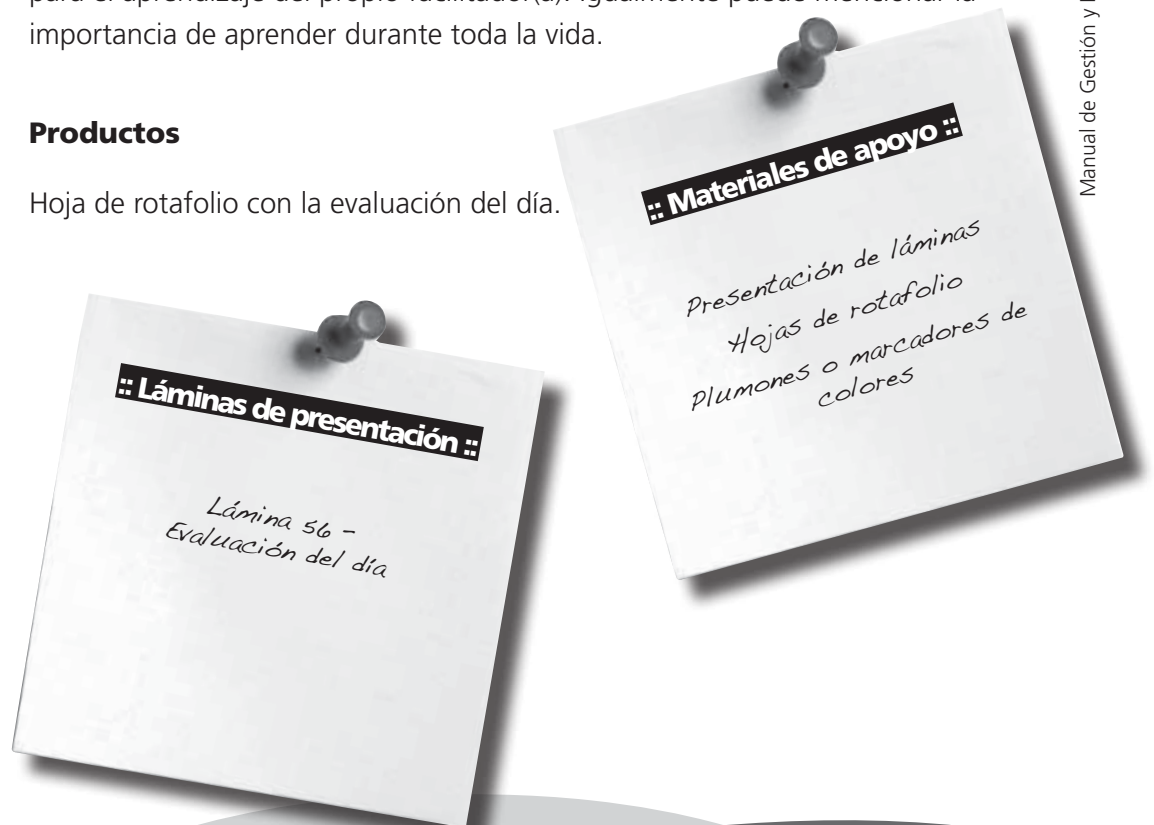 importancia de aprender durante toda la vida.
Productos
Hoja de rotafolio con la evaluación del día.
:: Materiales de apoyo ::
Presentación de láminas
Hojas de rotafolio
Plumones o marcadores de
colores
:: Láminas de presentación ::
Lámina 56 -
Evaluación del día
Manual de Gestión y